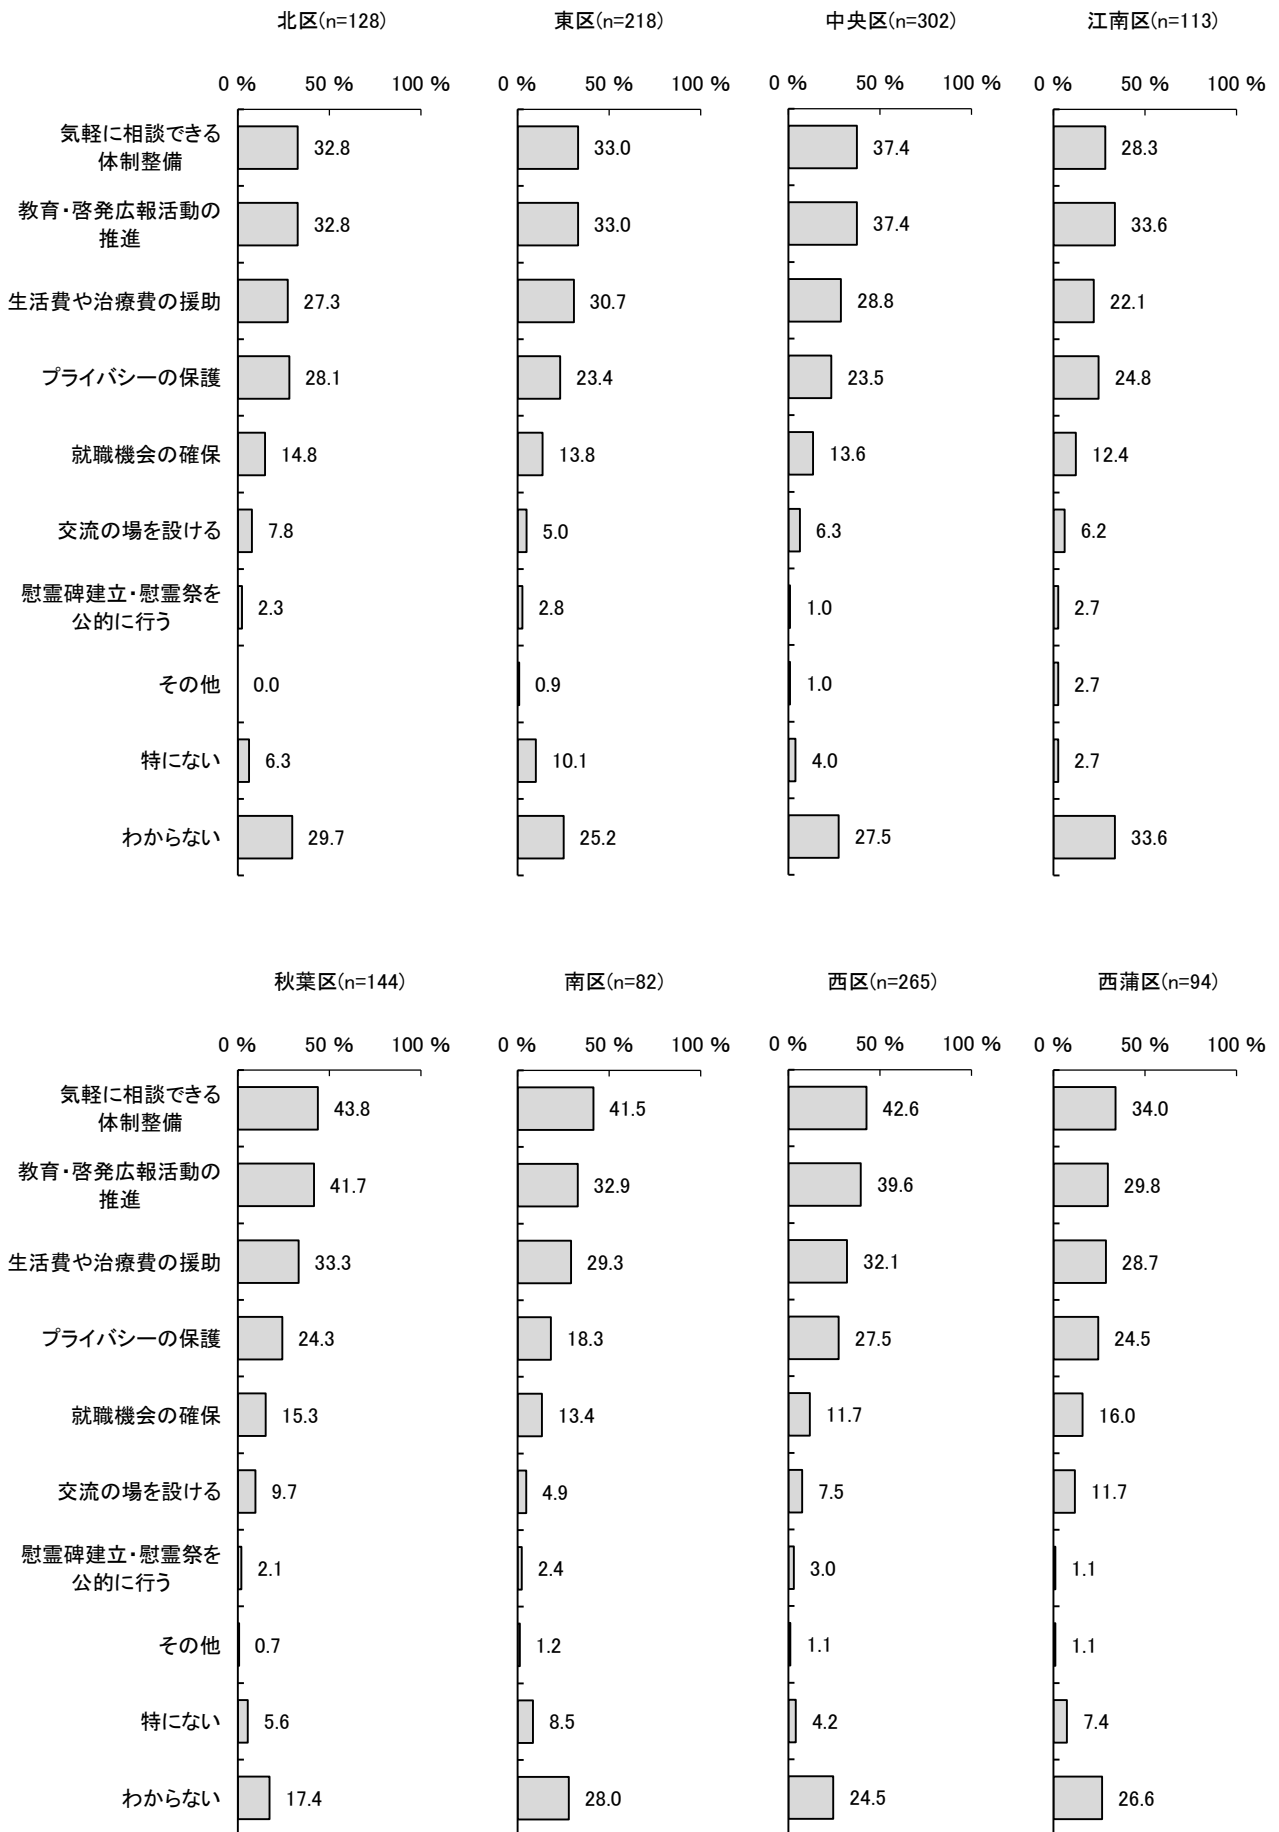 北区(n=128) 東区(n=218) 中央区(n=302) 江南区(n=113)
0 % 50 % 100 % 0 % 50 % 100 % 0 % 50 % 100 % 0 % 50 % 100 %
気軽に相談できる
体制整備
32.8 33.0 37.4 28.3
教育・啓発広報活動の
推進
32.8 33.0 37.4 33.6
生活費や治療費の援助 27.3 30.7 28.8 22.1
プライバシーの保護 28.1 23.4 23.5 24.8
就職機会の確保 14.8 13.8 13.6 12.4
交流の場を設ける 7.8 5.0 6.3 6.2
慰霊碑建立・慰霊祭を
公的に行う
2.3 2.8 1.0 2.7
その他 0.0 0.9 1.0 2.7
特にない 6.3 10.1 4.0 2.7
わからない 29.7 25.2 27.5 33.6
秋葉区(n=144) 南区(n=82) 西区(n=265) 西蒲区(n=94)
0 % 50 % 100 % 0 % 50 % 100 % 0 % 50 % 100 % 0 % 50 % 100 %
気軽に相談できる
体制整備
43.8 41.5 42.6 34.0
教育・啓発広報活動の
推進
41.7 32.9 39.6 29.8
生活費や治療費の援助 33.3 29.3 32.1 28.7
プライバシーの保護 24.3 18.3 27.5 24.5
就職機会の確保 15.3 13.4 11.7 16.0
交流の場を設ける 9.7 4.9 7.5 11.7
慰霊碑建立・慰霊祭を
公的に行う
2.1 2.4 3.0 1.1
その他 0.7 1.2 1.1 1.1
特にない 5.6 8.5 4.2 7.4
わからない 17.4 28.0 24.5 26.6